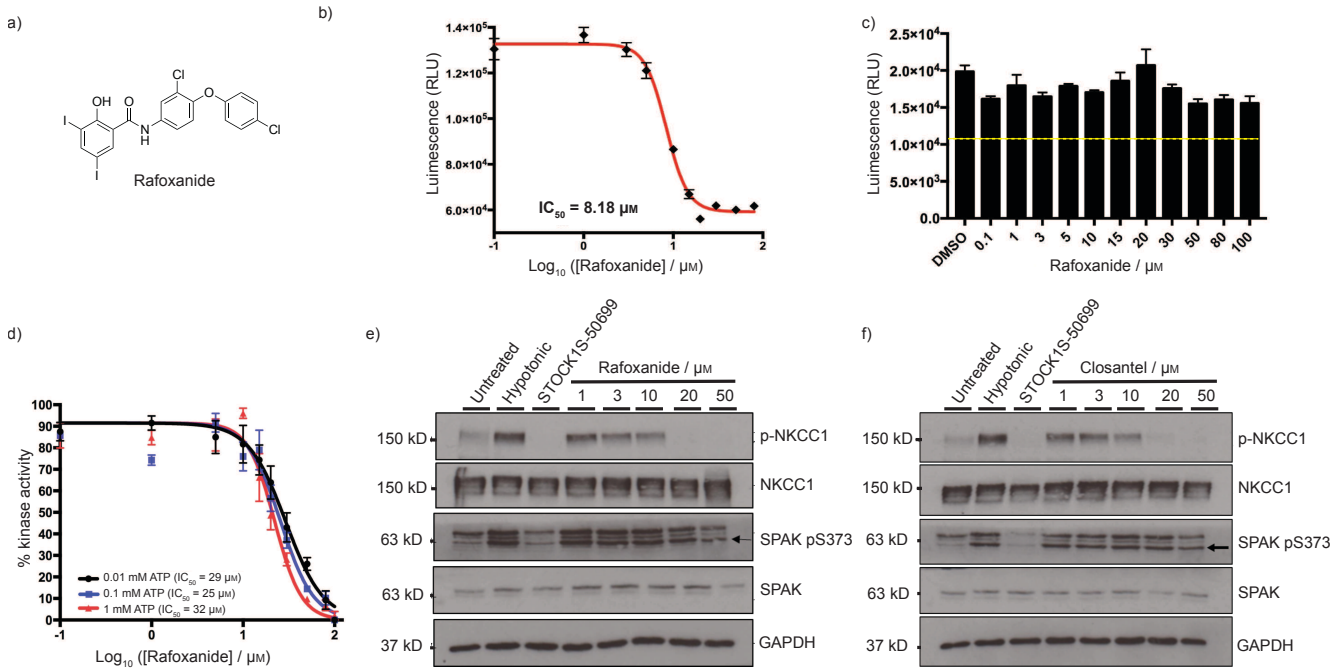 a)
OH
O
Cl
O
Cl
N
H
I
I
Rafoxanide
b)
Luminescence (RLU)
1.4×10⁵
1.2×10⁵
1.0×10⁵
8.0×10⁴
6.0×10⁴
IC₅₀ = 8.18 µM
-1 0 1 2
Log₁₀ ([Rafoxanide] / µM)
c)
Luimescence (RLU)
2.5×10⁴
2.0×10⁴
1.5×10⁴
1.0×10⁴
5.0×10³
0.0
DMSO 0.1 1 3 5 10 15 20 30 50 80 100
Rafoxanide / µM
d)
% kinase activity
100
90
80
70
60
50
40
30
20
10
0
0.01 mM ATP (IC₅₀ = 29 µM)
0.1 mM ATP (IC₅₀ = 25 µM)
1 mM ATP (IC₅₀ = 32 µM)
-1 0 1 2
Log₁₀ ([Rafoxanide] / µM)
e)
Untreated
Hypotonic
STOCK1S-50699
Rafoxanide / µM
1 3 10 20 50
150 kD p-NKCC1
150 kD NKCC1
63 kD SPAK pS373
63 kD SPAK
37 kD GAPDH
f)
Untreated
Hypotonic
STOCK1S-50699
Closantel / µM
1 3 10 20 50
150 kD p-NKCC1
150 kD NKCC1
63 kD SPAK pS373
63 kD SPAK
37 kD GAPDH